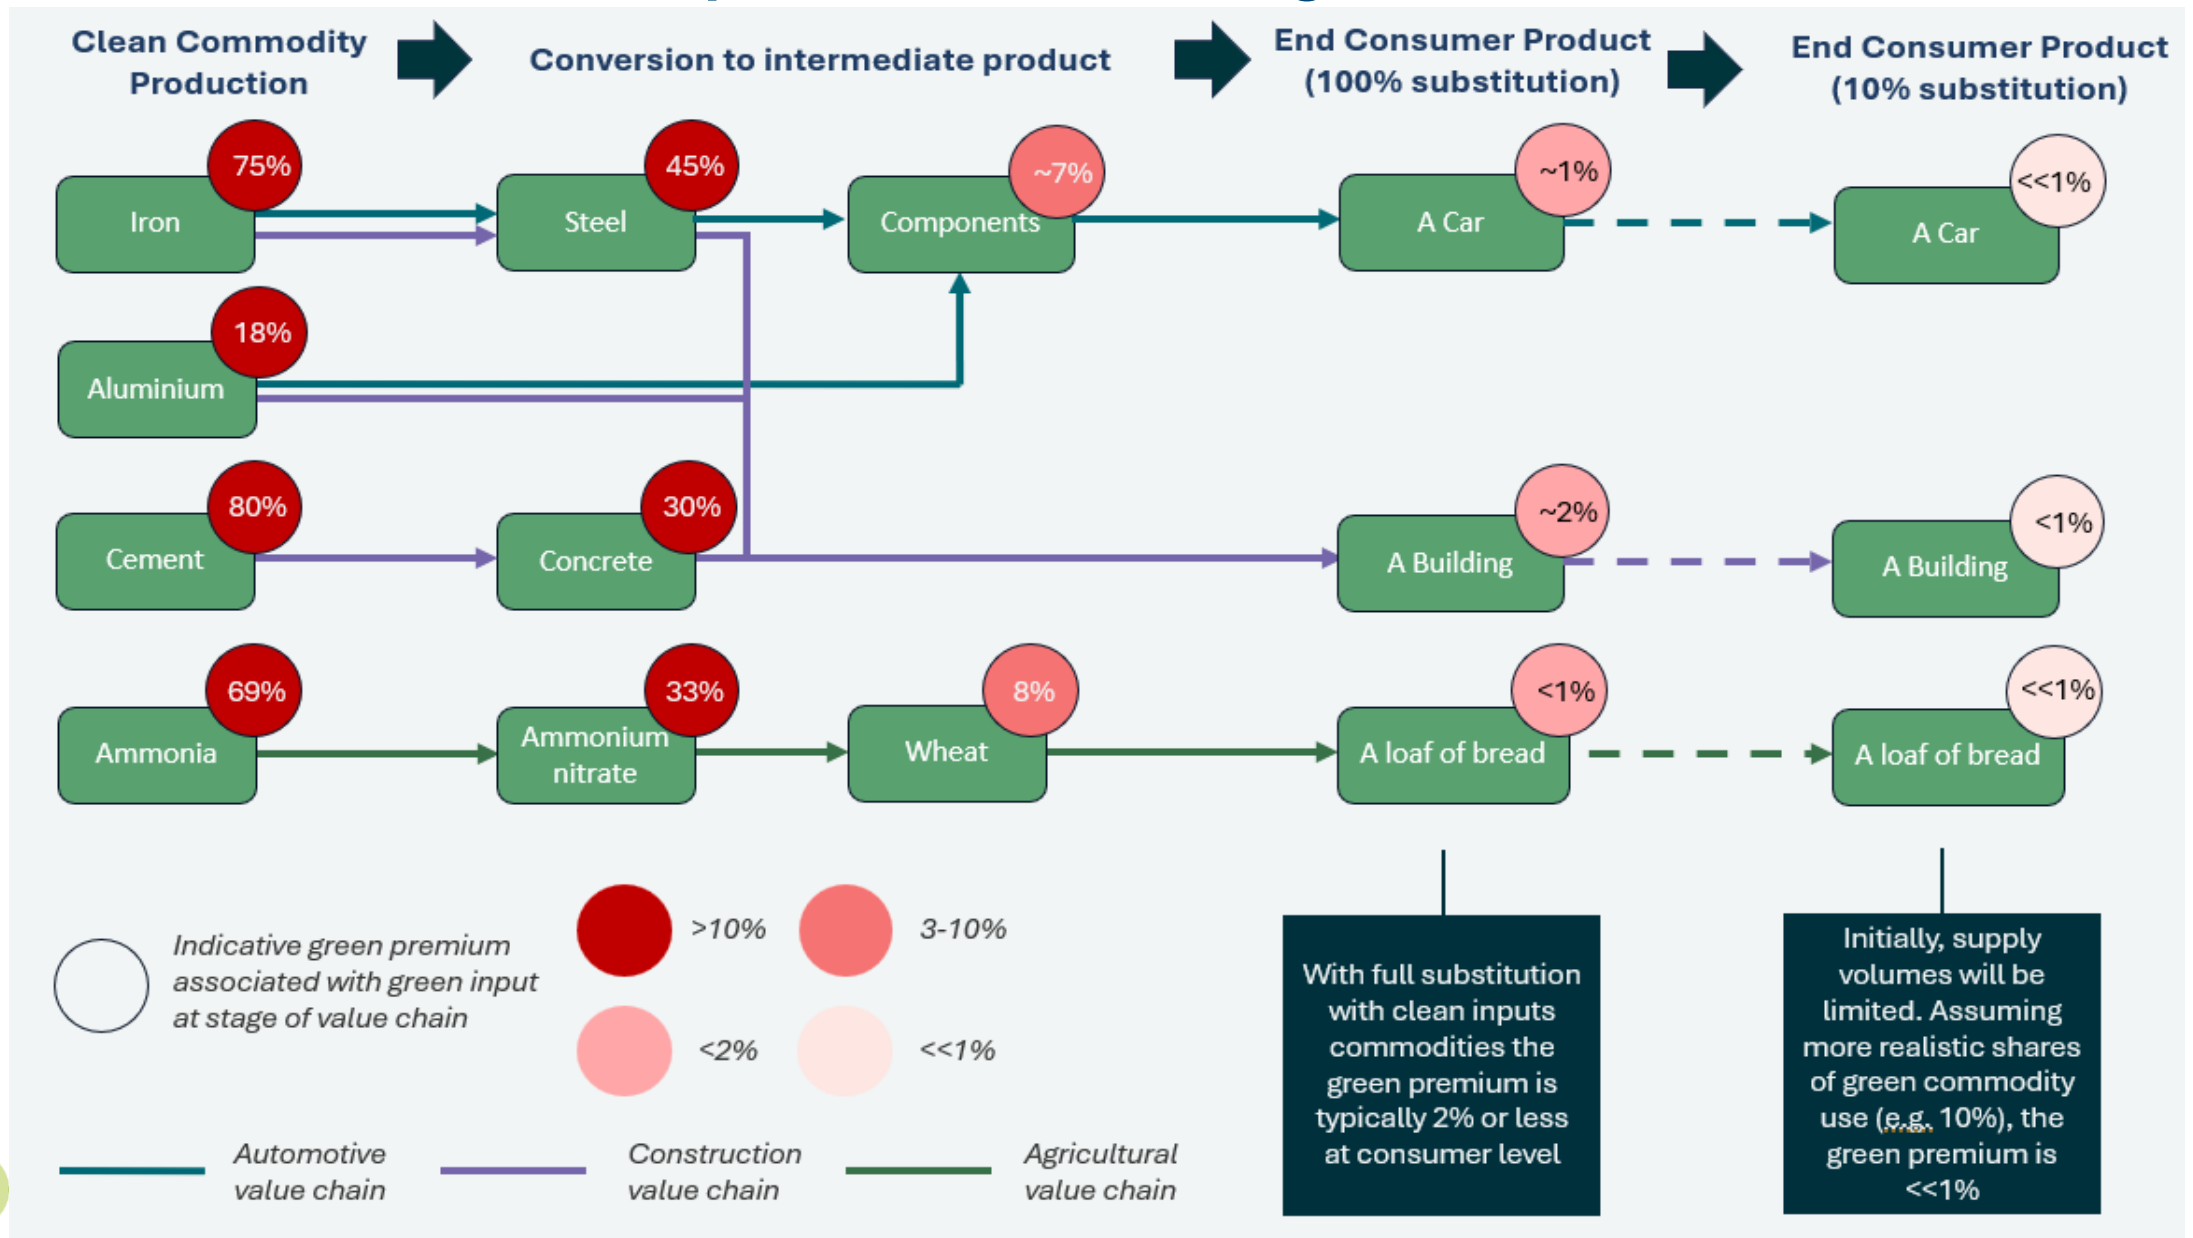 Clean Commodity
Production
Conversion to intermediate product
End Consumer Product
(100% substitution)
End Consumer Product
(10% substitution)
75%
Iron
45%
Steel
~7%
Components
~1%
A Car
<<1%
A Car
18%
Aluminium
80%
Cement
30%
Concrete
~2%
A Building
<1%
A Building
69%
Ammonia
33%
Ammonium
nitrate
8%
Wheat
<1%
A loaf of bread
<<1%
A loaf of bread
Indicative green premium
associated with green input
at stage of value chain
>10%
3-10%
<2%
<<1%
Automotive
value chain
Construction
value chain
Agricultural
value chain
With full substitution
with clean inputs
commodities the
green premium is
typically 2% or less
at consumer level
Initially, supply
volumes will be
limited. Assuming
more realistic shares
of green commodity
use (e.g. 10%), the
green premium is
<<1%